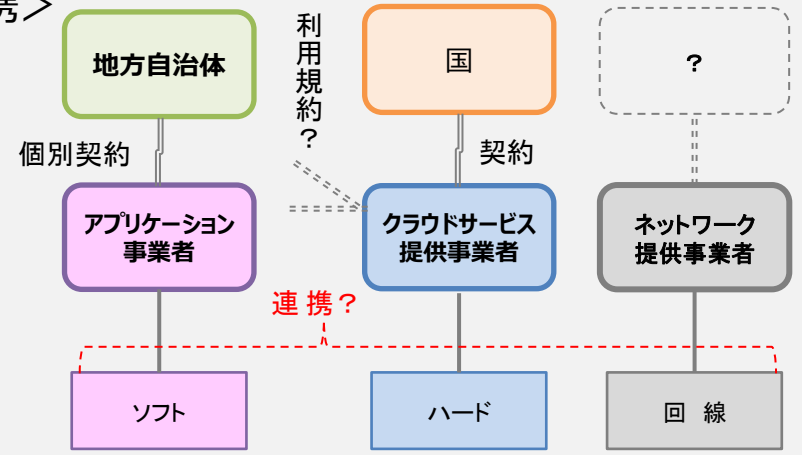 携＞
地方自治体
利用規約？
国
？
個別契約
契約
アプリケーション
事業者
クラウドサービス
提供事業者
ネットワーク
提供事業者
連 携？
ソフト
ハード
回 線